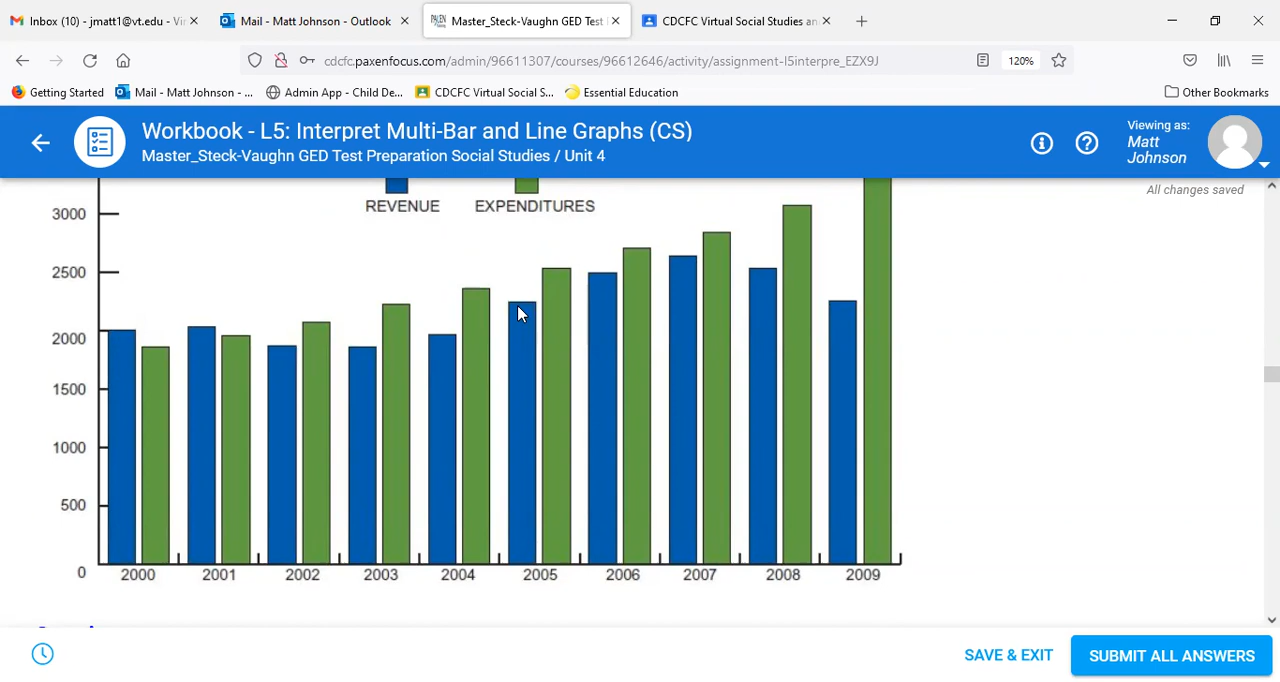 Inbox (10) - jmatt1@vt.edu - Vi
Mail - Matt Johnson - Outlook
PAXEN
Master_Steck-Vaughn GED Test
CDCFC Virtual Social Studies an
cdcfc.paxenfocus.com/admin/96611307/courses/96612646/activity/assignment-l5interpre_EZX9J
120%
Getting Started
Mail - Matt Johnson - ...
Admin App - Child De...
CDCFC Virtual Social S...
Essential Education
Other Bookmarks
Workbook - L5: Interpret Multi-Bar and Line Graphs (CS)
Master_Steck-Vaughn GED Test Preparation Social Studies / Unit 4
Viewing as:
Matt
Johnson
All changes saved
REVENUE EXPENDITURES
3000
2500
2000
1500
1000
500
0
2000 2001 2002 2003 2004 2005 2006 2007 2008 2009
SAVE & EXIT
SUBMIT ALL ANSWERS